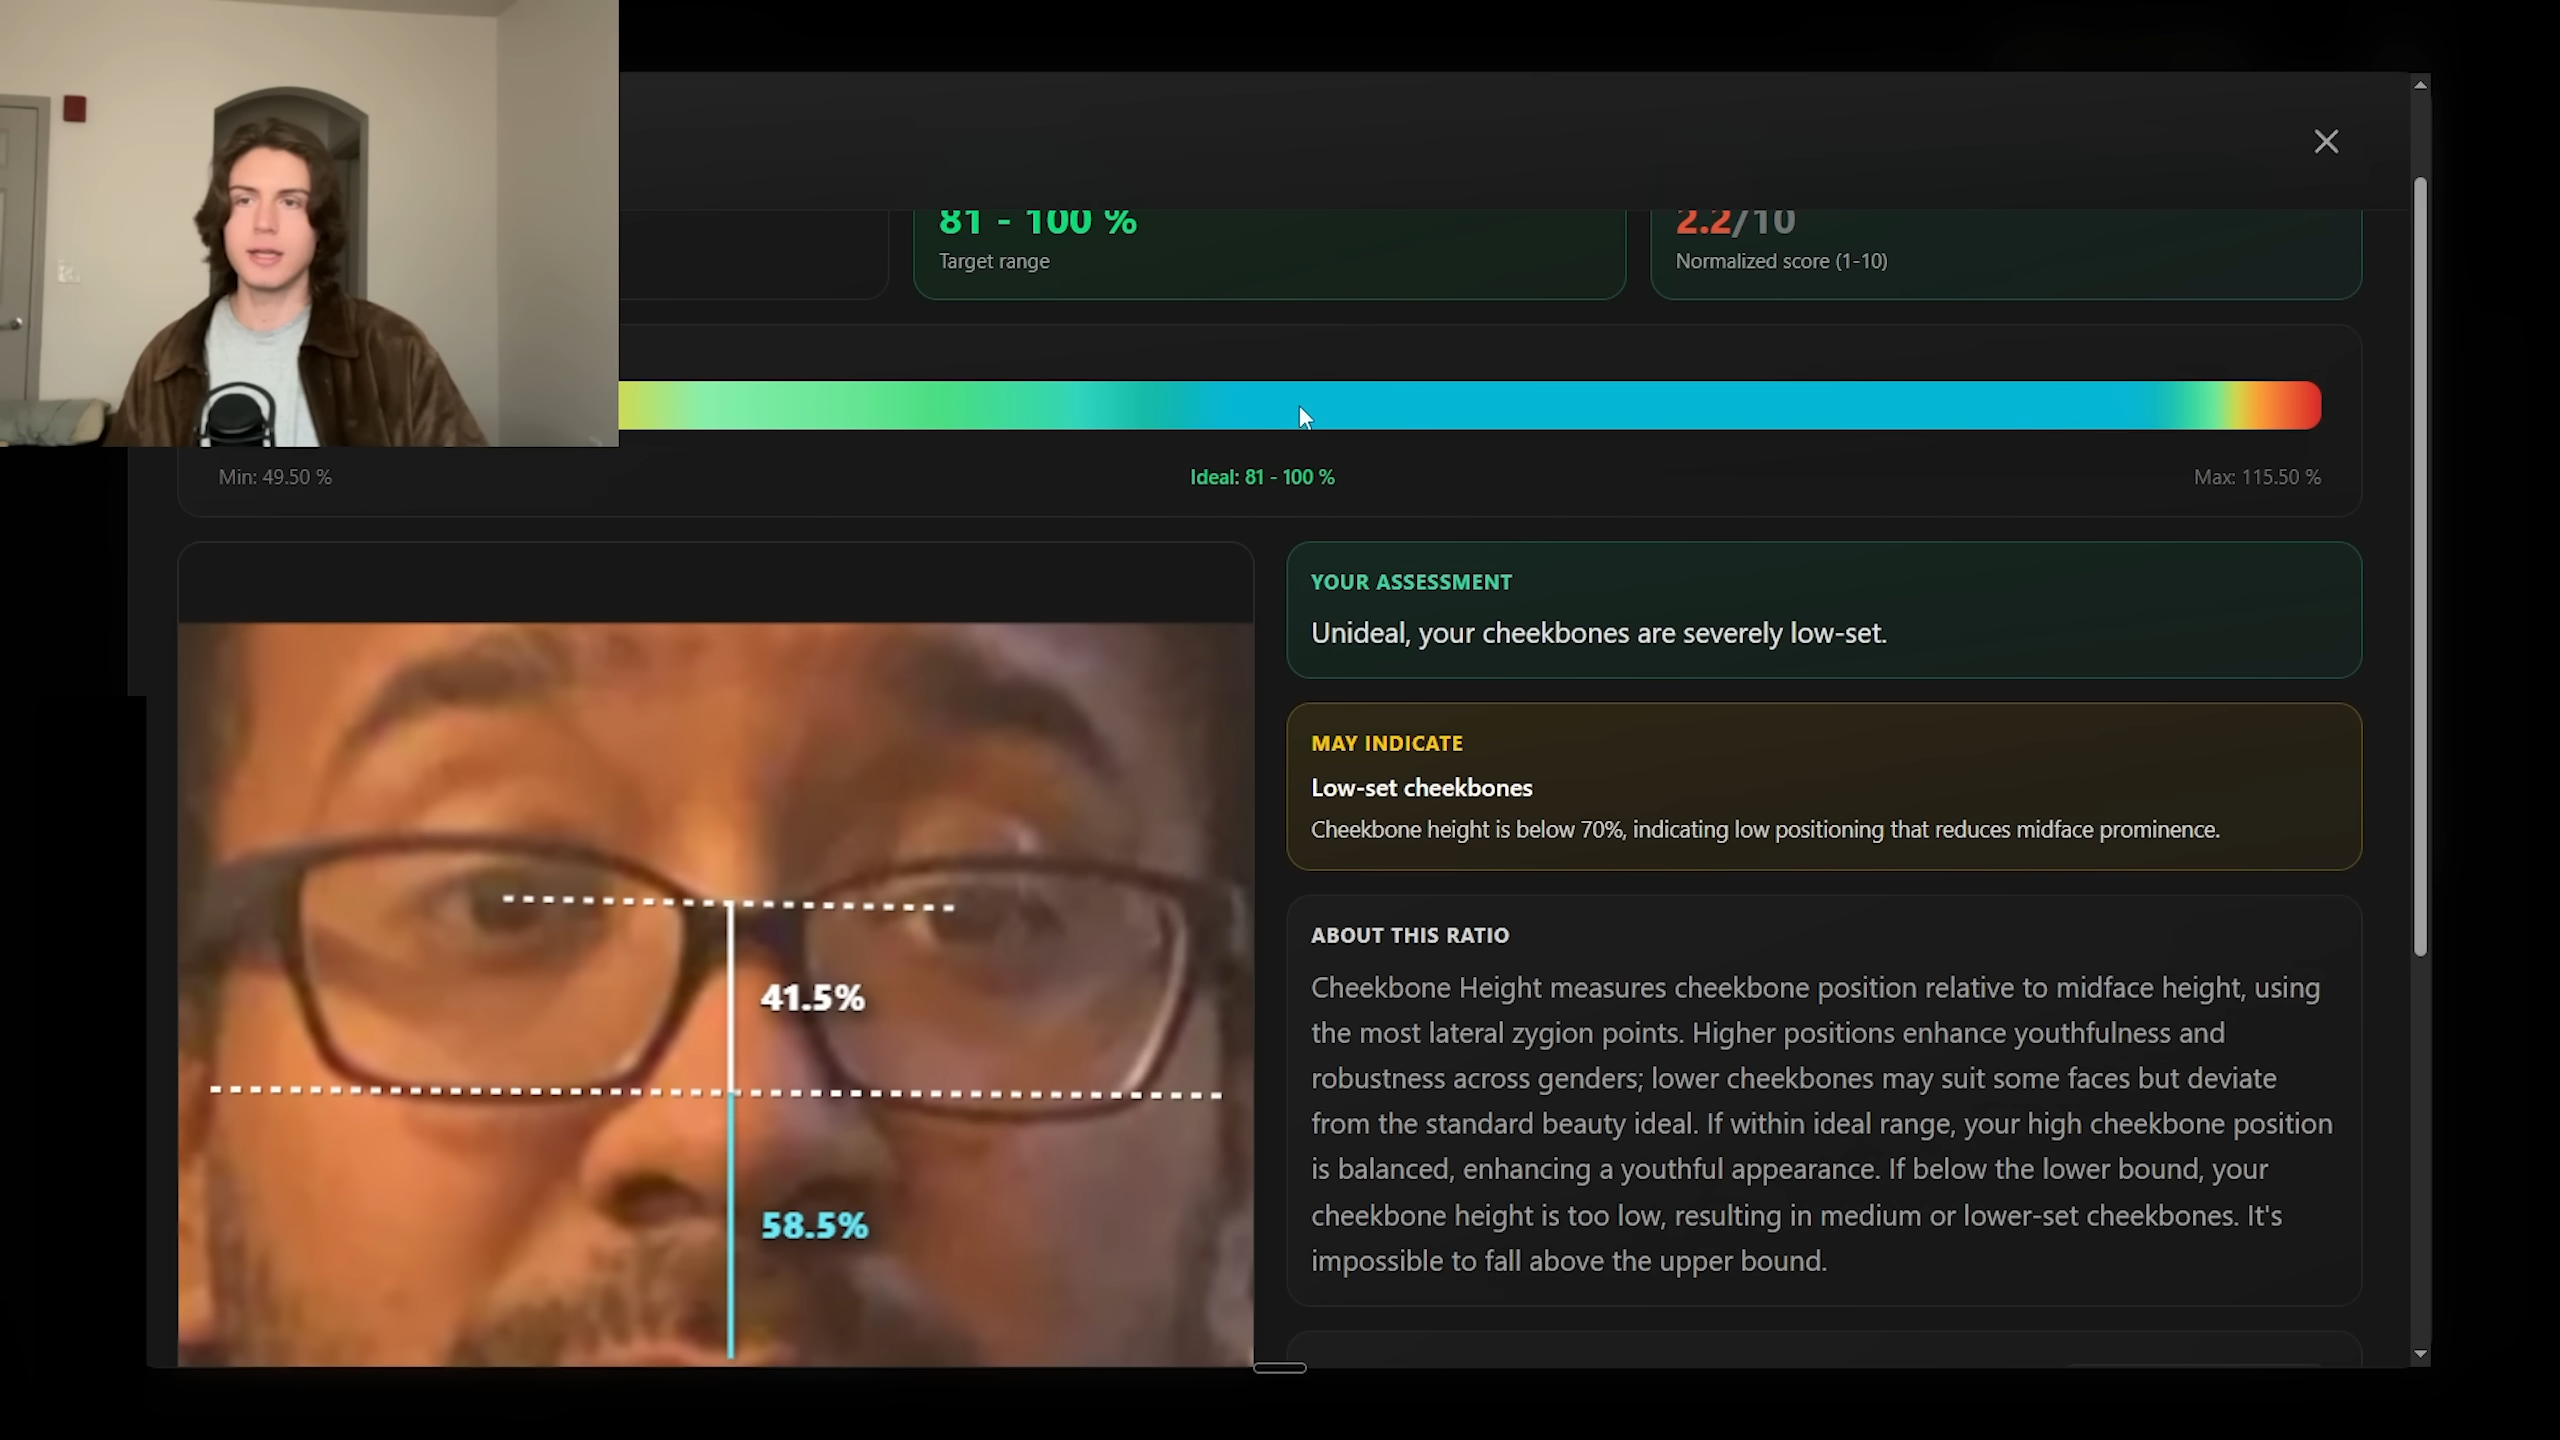 81 - 100 %
Target range
2.2/10
Normalized score (1-10)
Min: 49.50 %
Ideal: 81 - 100 %
Max: 115.50 %
41.5%
58.5%
YOUR ASSESSMENT
Unideal, your cheekbones are severely low-set.
MAY INDICATE
Low-set cheekbones
Cheekbone height is below 70%, indicating low positioning that reduces midface prominence.
ABOUT THIS RATIO
Cheekbone Height measures cheekbone position relative to midface height, using
the most lateral zygion points. Higher positions enhance youthfulness and
robustness across genders; lower cheekbones may suit some faces but deviate
from the standard beauty ideal. If within ideal range, your high cheekbone position
is balanced, enhancing a youthful appearance. If below the lower bound, your
cheekbone height is too low, resulting in medium or lower-set cheekbones. It's
impossible to fall above the upper bound.